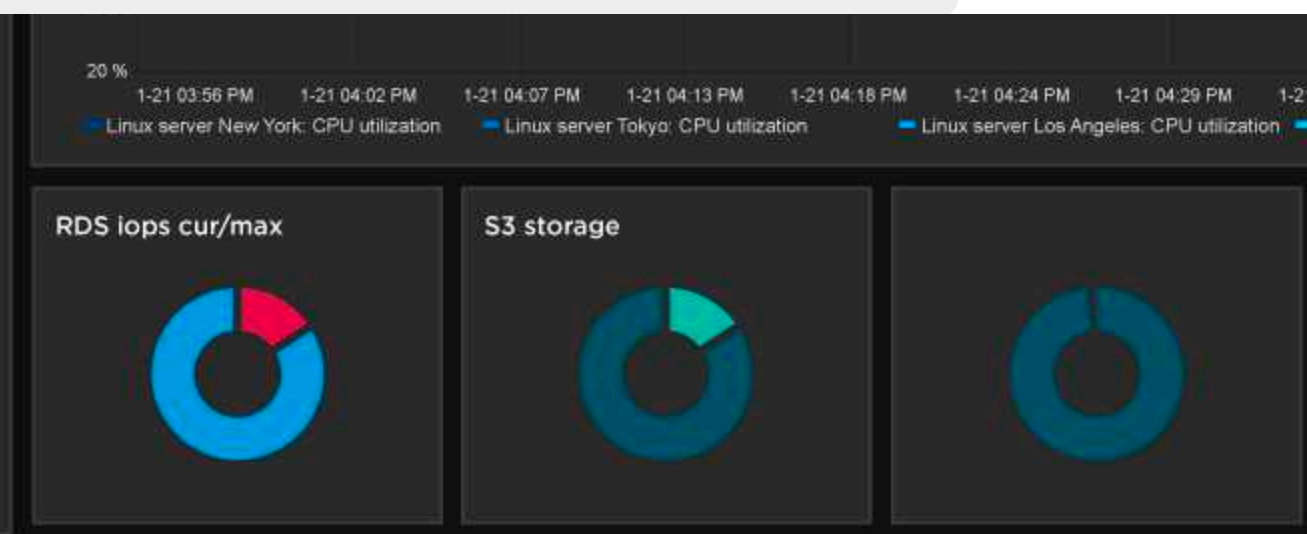 20 %
1-21 03:56 PM 1-21 04:02 PM 1-21 04:07 PM 1-21 04:13 PM 1-21 04:18 PM 1-21 04:24 PM 1-21 04:29 PM 1-2
Linux server New York: CPU utilization Linux server Tokyo: CPU utilization Linux server Los Angeles: CPU utilization
RDS iops cur/max S3 storage